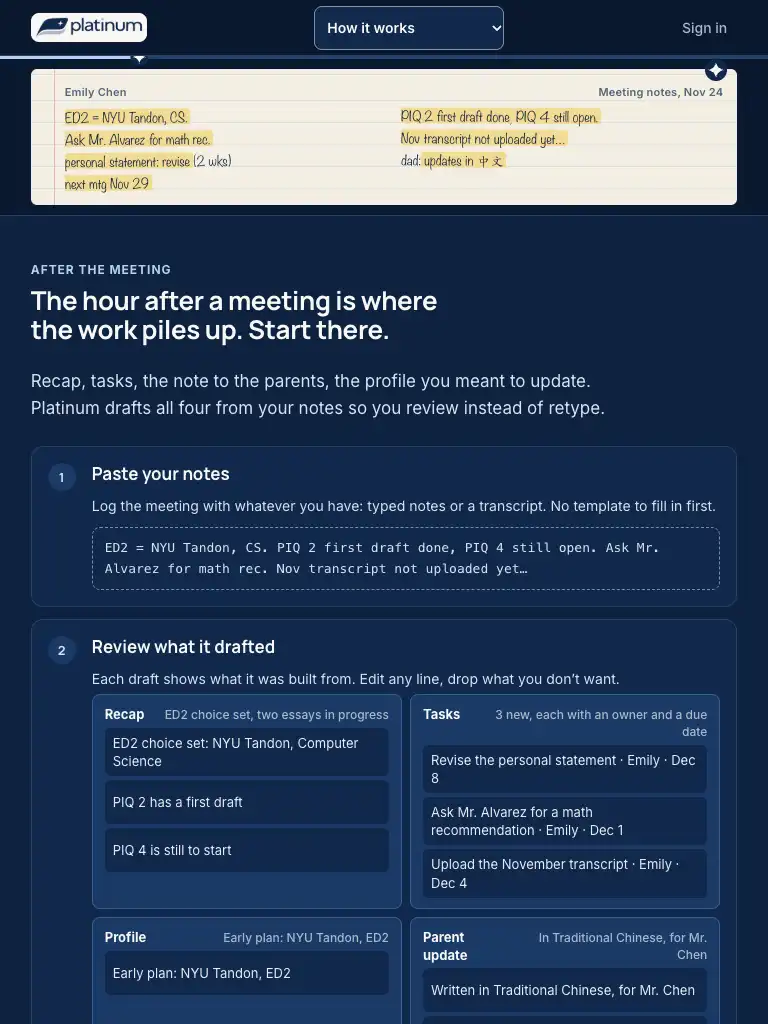 platinum
How it works
Sign in
Emily Chen
Meeting notes, Nov 24
ED2 = NYU Tandon, CS.
Ask Mr. Alvarez for math rec.
personal statement: revise (2 wks)
next mtg Nov 29
PIQ 2 first draft done, PIQ 4 still open.
Nov transcript not uploaded yet...
dad: updates in 中文
AFTER THE MEETING
The hour after a meeting is where
the work piles up. Start there.
Recap, tasks, the note to the parents, the profile you meant to update.
Platinum drafts all four from your notes so you review instead of retype.
1
Paste your notes
Log the meeting with whatever you have: typed notes or a transcript. No template to fill in first.
ED2 = NYU Tandon, CS. PIQ 2 first draft done, PIQ 4 still open. Ask Mr.
Alvarez for math rec. Nov transcript not uploaded yet…
2
Review what it drafted
Each draft shows what it was built from. Edit any line, drop what you don’t want.
Recap
ED2 choice set, two essays in progress
ED2 choice set: NYU Tandon, Computer
Science
PIQ 2 has a first draft
PIQ 4 is still to start
Tasks
3 new, each with an owner and a due
date
Revise the personal statement · Emily · Dec
8
Ask Mr. Alvarez for a math
recommendation · Emily · Dec 1
Upload the November transcript · Emily ·
Dec 4
Profile
Early plan: NYU Tandon, ED2
Early plan: NYU Tandon, ED2
Parent
update
In Traditional Chinese, for Mr.
Chen
Written in Traditional Chinese, for Mr. Chen